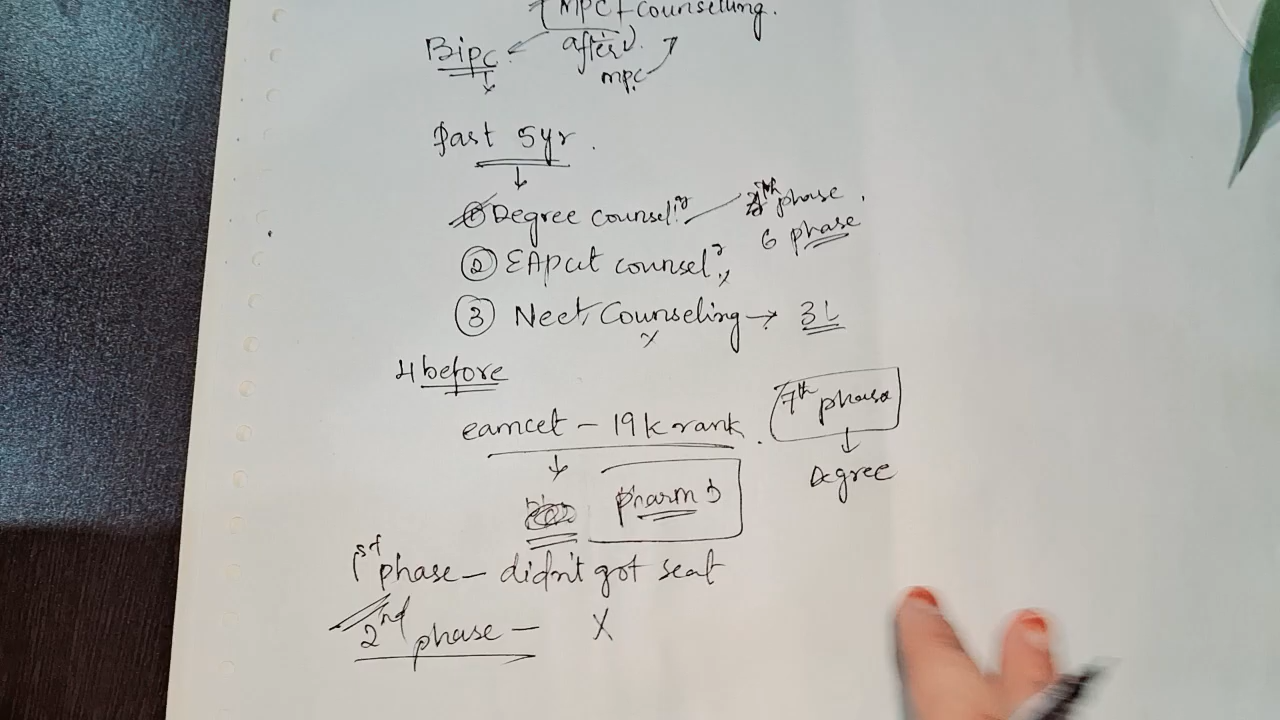 ( MPC + counselling.
Bipc
after
mpc
past 5yr.
① Degree counsel:
4th phase.
6 phase
② EAPCet counsel:
③ Neet Counseling → 3L
4 before
eamcet - 19k rank.
7th phase
Degree
pharm D
1st phase - didn't got seat
2nd phase - X